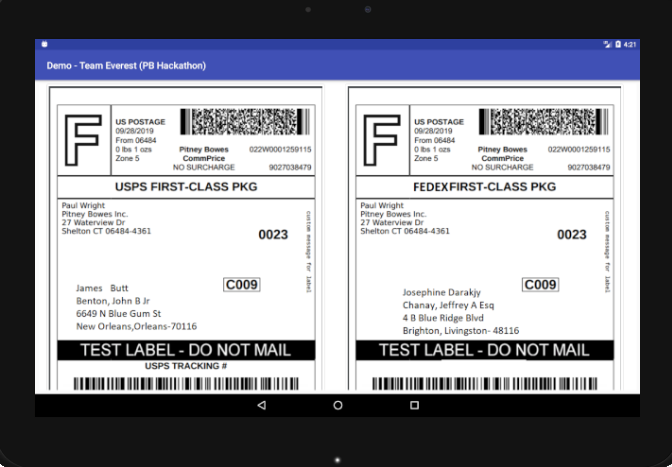 4:21
Demo - Team Everest (PB Hackathon)
F
US POSTAGE
09/28/2019
From 06484
0 lbs 1 ozs
Zone 5
Pitney Bowes
CommPrice
NO SURCHARGE
022W0001259115
9027038479
USPS FIRST-CLASS PKG
Paul Wright
Pitney Bowes Inc.
27 Waterview Dr
Shelton CT 06484-4361
0023
custom message for label
C009
James Butt
Benton, John B Jr
6649 N Blue Gum St
New Orleans,Orleans-70116
TEST LABEL - DO NOT MAIL
USPS TRACKING #
F
US POSTAGE
09/28/2019
From 06484
0 lbs 1 ozs
Zone 5
Pitney Bowes
CommPrice
NO SURCHARGE
022W0001259115
9027038479
FEDEXFIRST-CLASS PKG
Paul Wright
Pitney Bowes Inc.
27 Waterview Dr
Shelton CT 06484-4361
0023
custom message for label
C009
Josephine Darakjy
Chanay, Jeffrey A Esq
4 B Blue Ridge Blvd
Brighton, Livingston- 48116
TEST LABEL - DO NOT MAIL